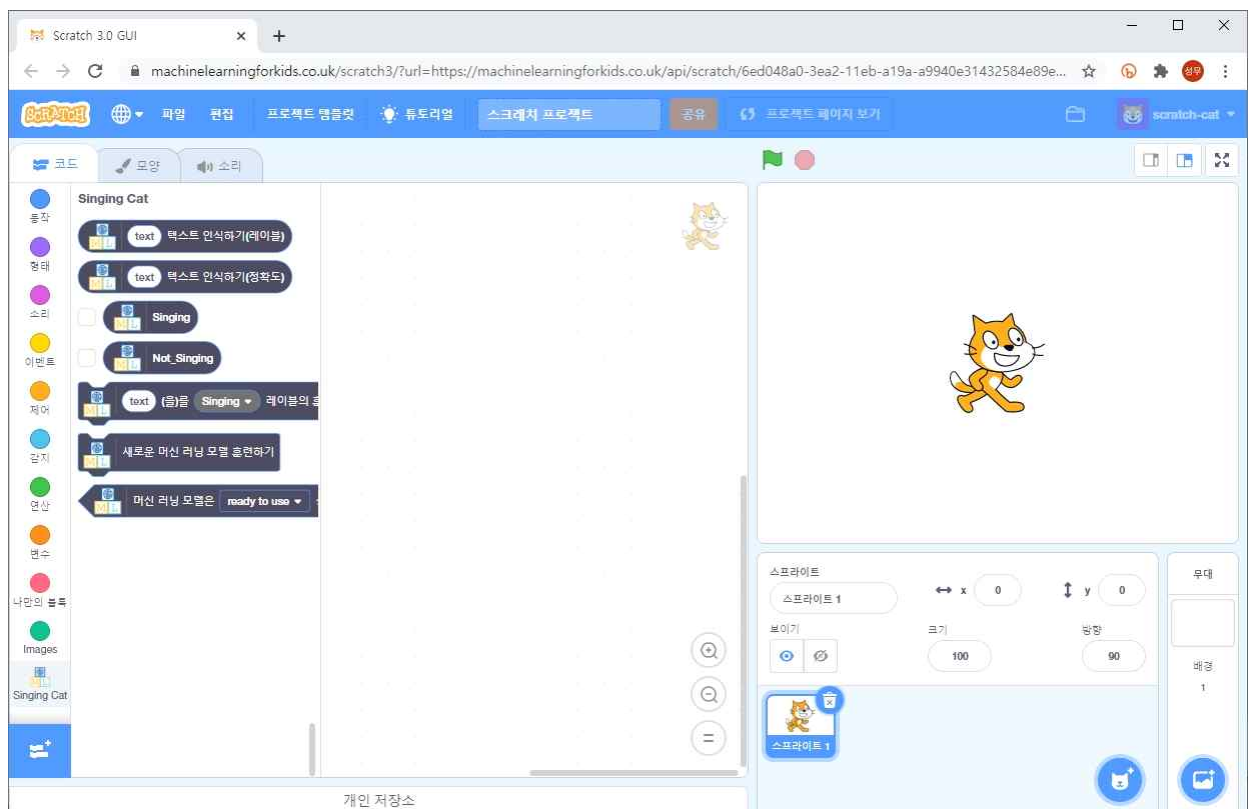 Scratch 3.0 GUI
machinelearningforkids.co.uk/scratch3/?url=https://machinelearningforkids.co.uk/api/scratch/6ed048a0-3ea2-11eb-a19a-a9940e31432584e89e...
성무
SCRATCH
파일 편집 프로젝트 템플릿 튜토리얼 스크래치 프로젝트 공유 프로젝트 페이지 보기 scratch-cat
코드 모양 소리
동작
형태
소리
이벤트
제어
감지
연산
변수
나만의 블록
Images
Singing Cat
Singing Cat
text 텍스트 인식하기(레이블)
text 텍스트 인식하기(정확도)
ML Singing
ML Not_Singing
text (을)를 Singing 레이블의
새로운 머신 러닝 모델 훈련하기
머신 러닝 모델은 ready to use
개인 저장소
스프라이트
스프라이트 1
x 0 y 0
보이기 크기 방향
100 90
스프라이트 1
무대
배경
1